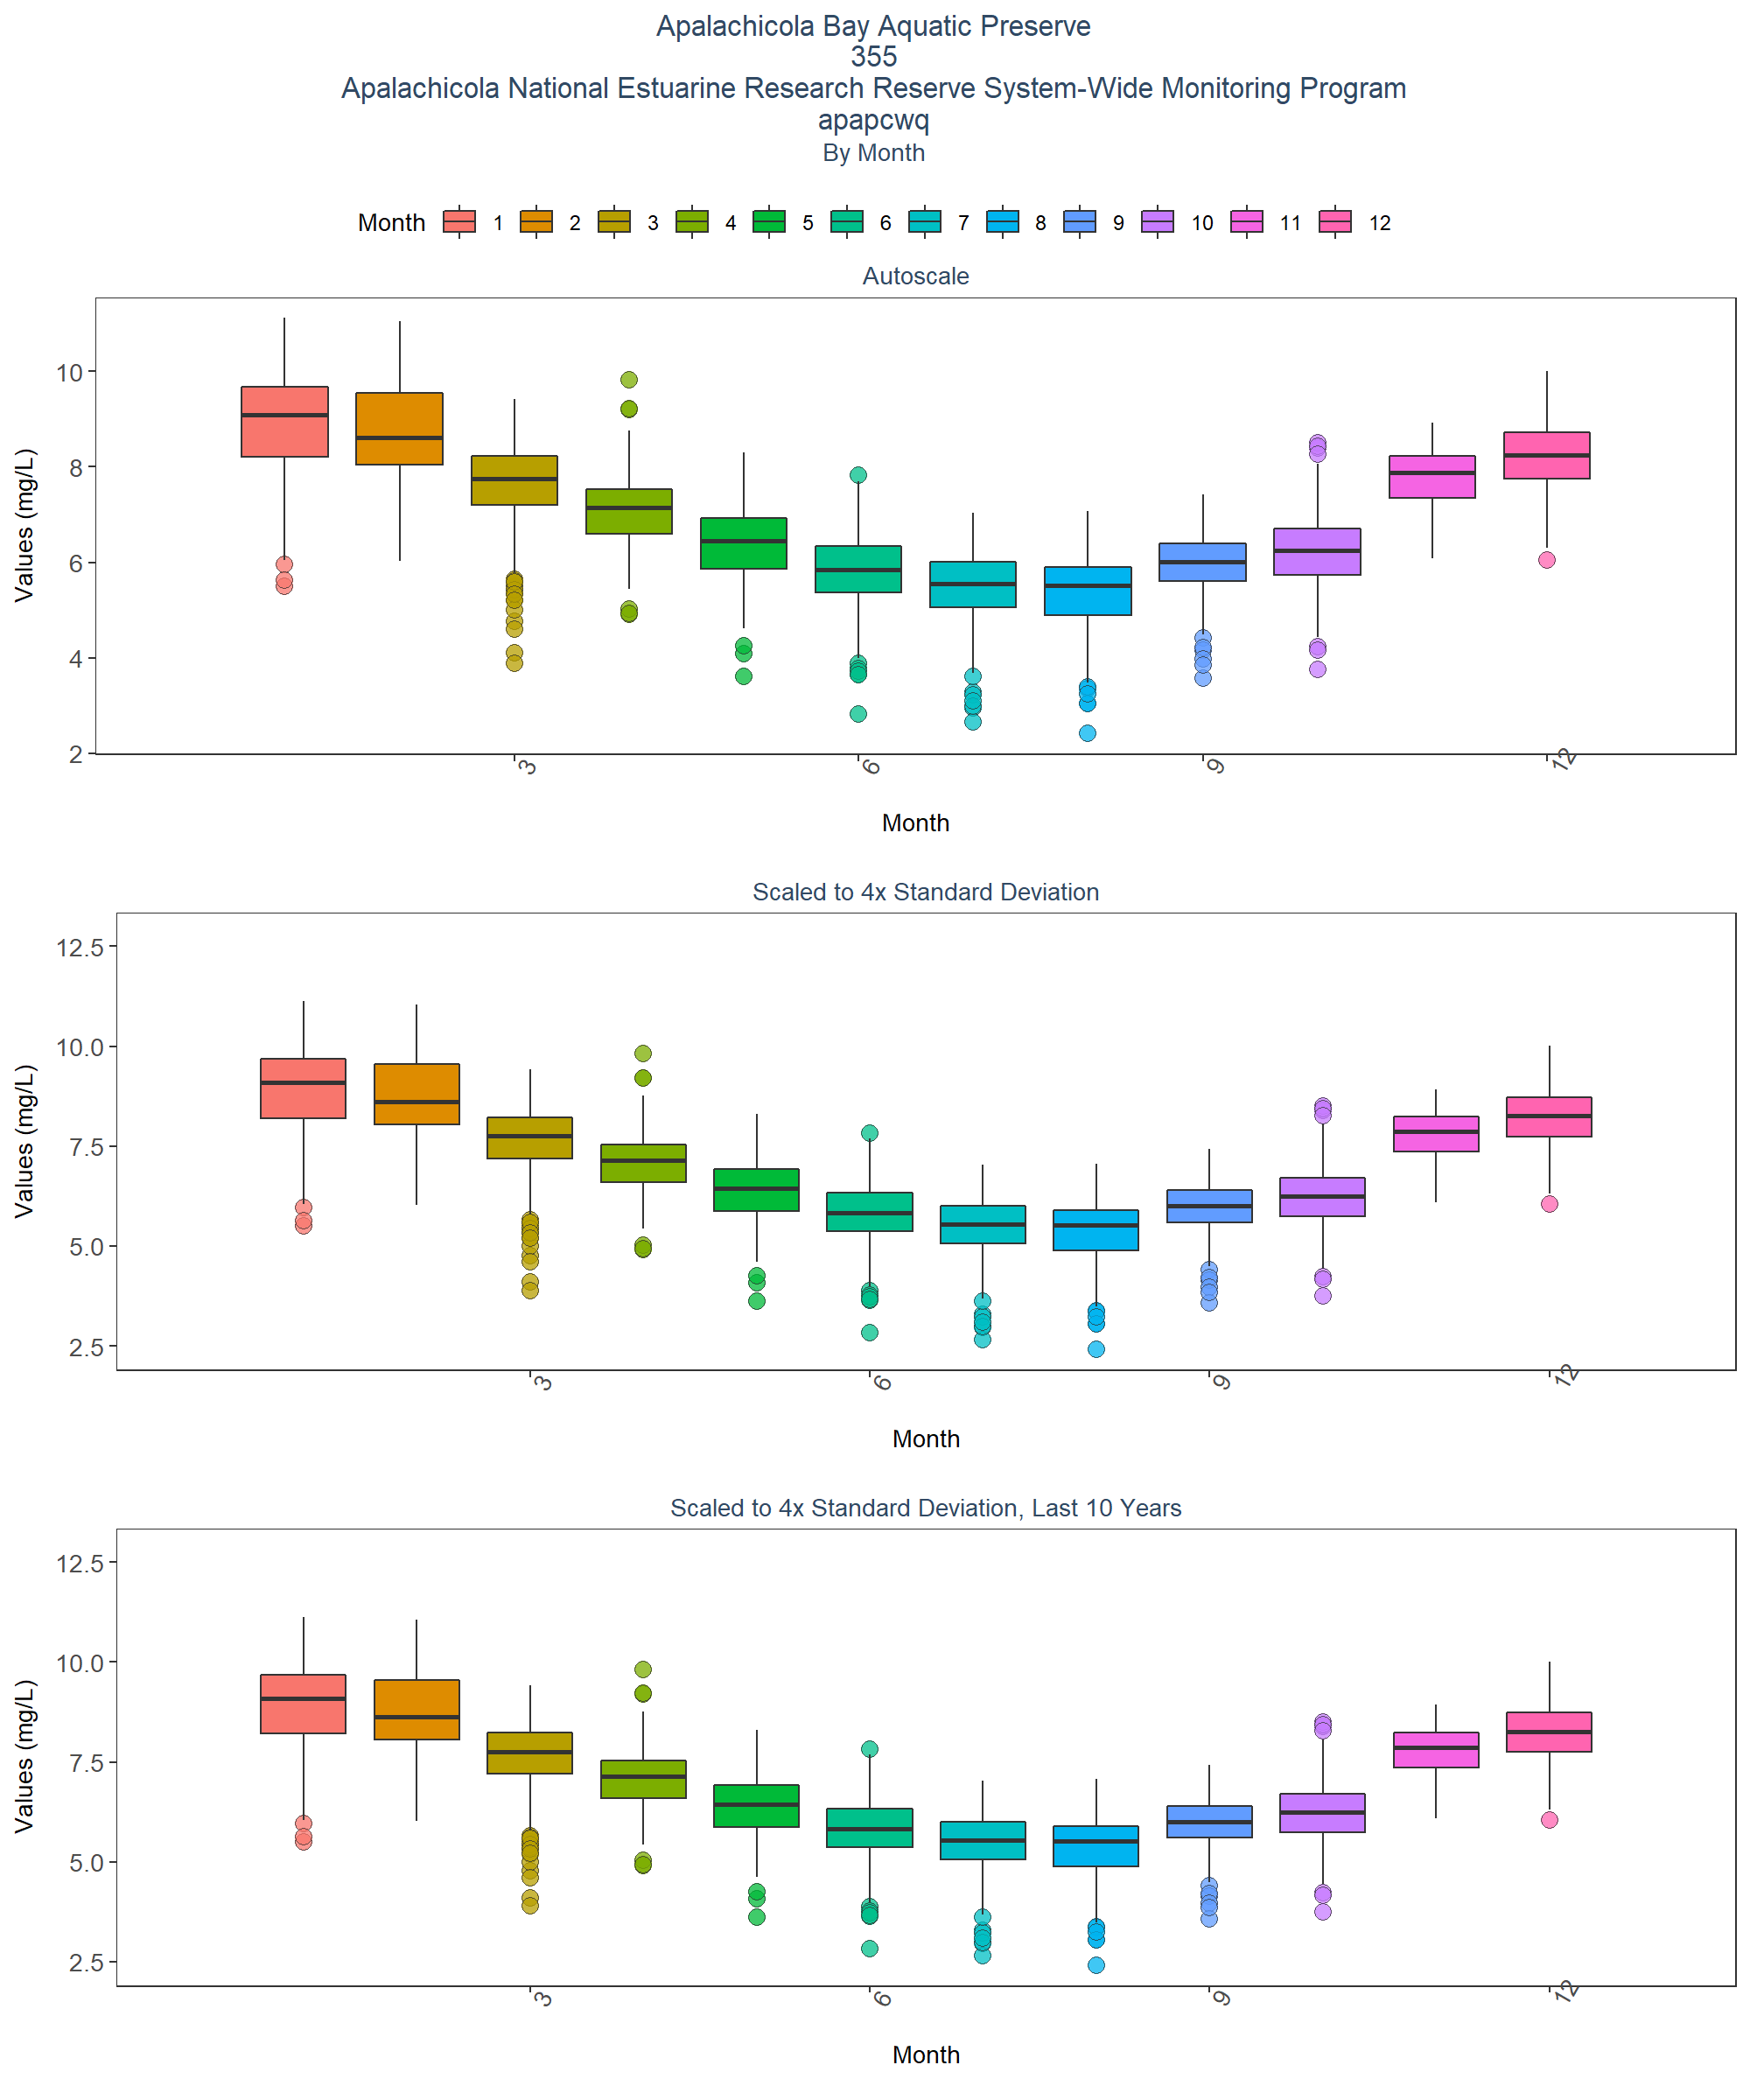 Apalachicola Bay Aquatic Preserve
355
Apalachicola National Estuarine Research Reserve System-Wide Monitoring Program
apapcwq
By Month
Month 1 2 3 4 5 6 7 8 9 10 11 12
Autoscale
Values (mg/L)
10
8
6
4
2
3 6 9 12
Month
Scaled to 4x Standard Deviation
Values (mg/L)
12.5
10.0
7.5
5.0
2.5
3 6 9 12
Month
Scaled to 4x Standard Deviation, Last 10 Years
Values (mg/L)
12.5
10.0
7.5
5.0
2.5
3 6 9 12
Month